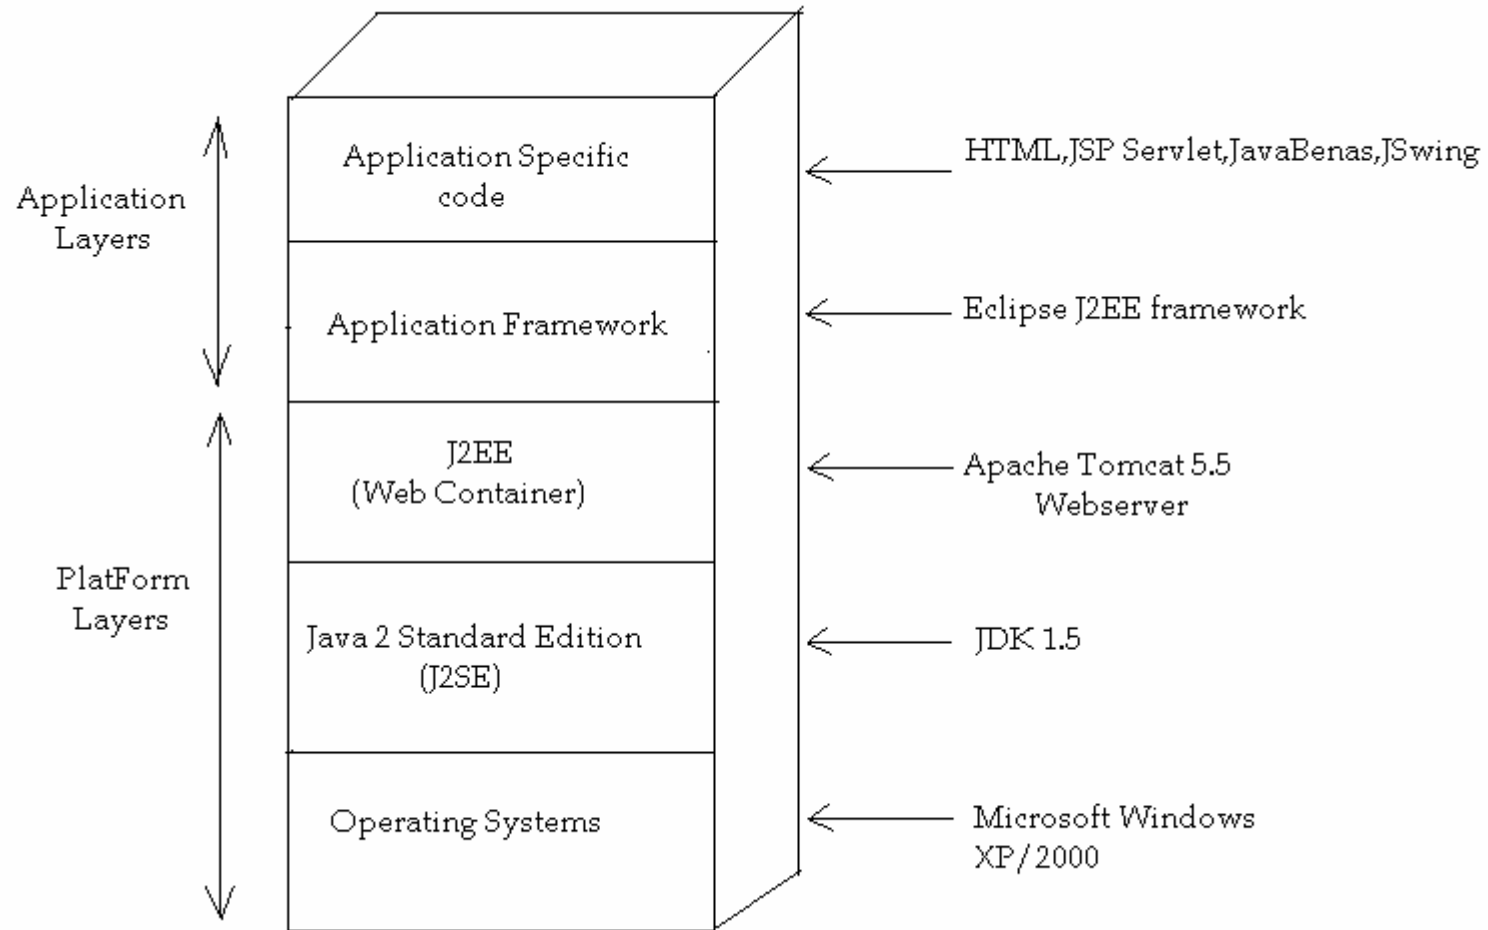 Application Specific
code
HTML,JSP Servlet,JavaBenas,JSwing
Application
Layers
Application Framework
Eclipse J2EE framework
J2EE
(Web Container)
Apache Tomcat 5.5
Webserver
PlatForm
Layers
Java 2 Standard Edition
(J2SE)
JDK 1.5
Operating Systems
Microsoft Windows
XP/2000